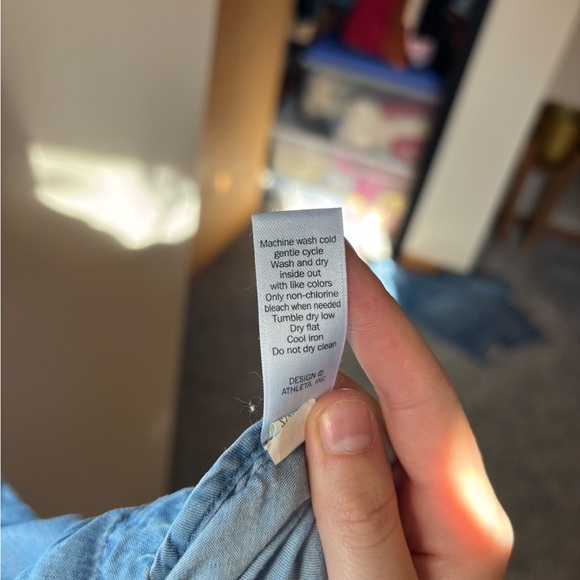 Machine wash cold
gentle cycle
Wash and dry
inside out
with like colors
Only non-chlorine
bleach when needed
Tumble dry low
Dry flat
Cool iron
Do not dry clean
DESIGN ©
ATHLETA, INC